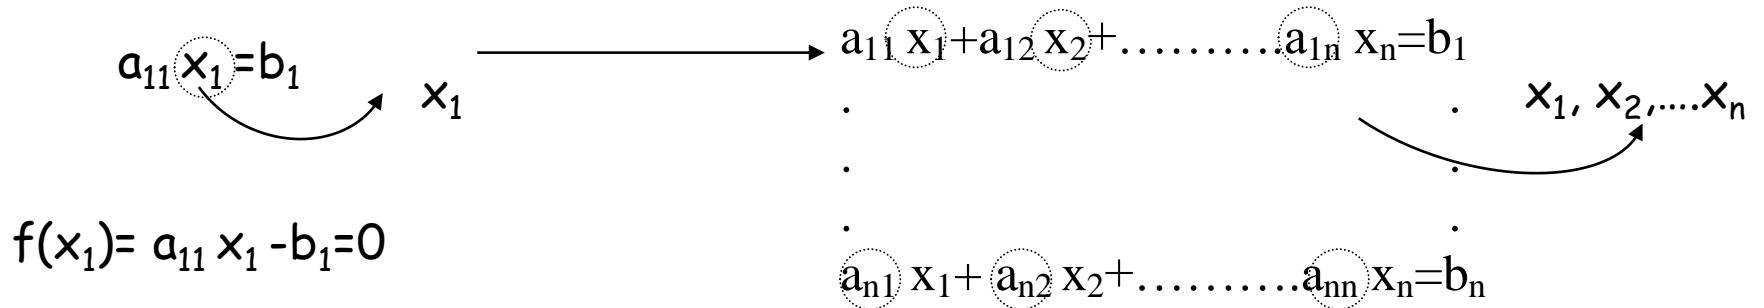 a₁₁ x₁ =b₁
x₁
f(x₁)= a₁₁ x₁ -b₁=0
a₁₁ x₁+a₁₂ x₂+……….a₁ₙ xₙ=b₁
. .
. .
. .
aₙ₁ x₁+ aₙ₂ x₂+……….aₙₙ xₙ=bₙ
x₁, x₂,....xₙ